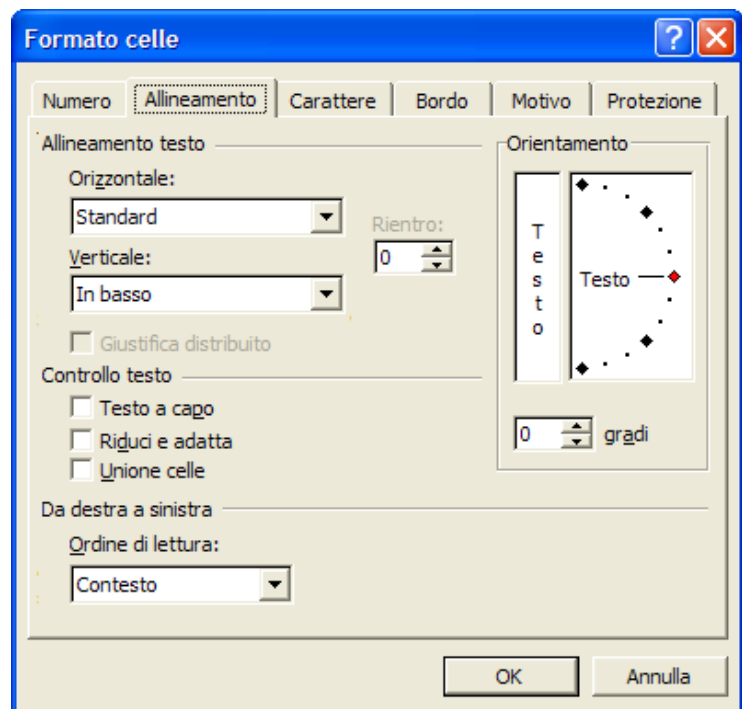 Formato celle
Numero Allineamento Carattere Bordo Motivo Protezione
Allineamento testo
Orizzontale:
Standard
Rientro:
0
Verticale:
In basso
Giustifica distribuito
Controllo testo
Testo a capo
Riduci e adatta
Unione celle
Da destra a sinistra
Ordine di lettura:
Contesto
Orientamento
Testo
Testo
0 gradi
OK Annulla